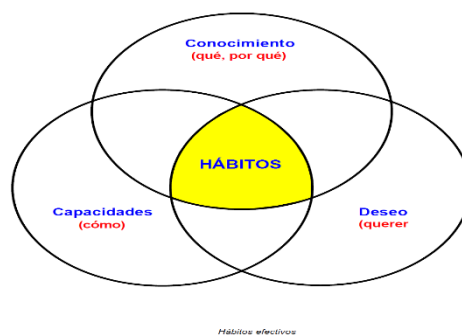 Conocimiento
(qué, por qué)
HÁBITOS
Capacidades
(cómo)
Deseo
(querer
Hábitos efectivos